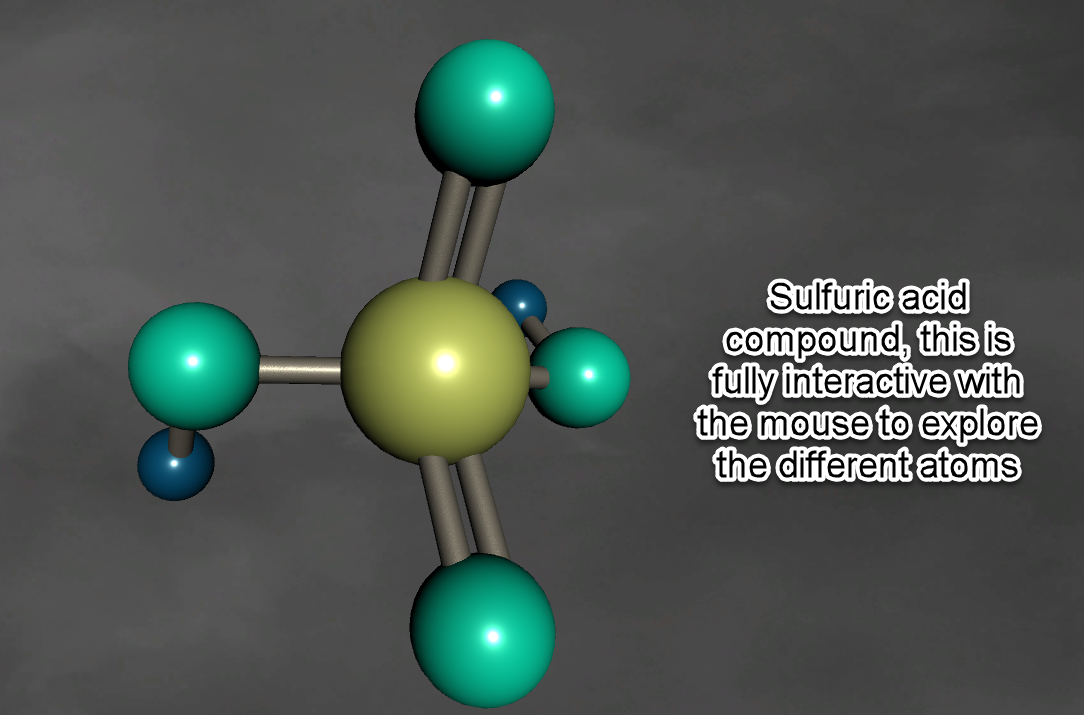 Sulfuric acid
compound, this is
fully interactive with
the mouse to explore
the different atoms